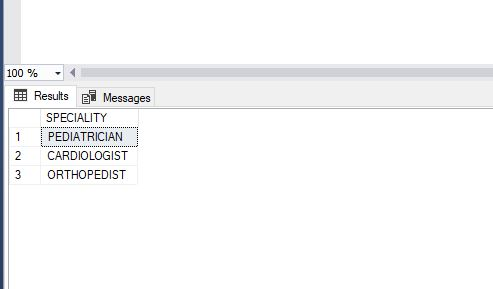 100 %
Results Messages
SPECIALITY
1 PEDIATRICIAN
2 CARDIOLOGIST
3 ORTHOPEDIST